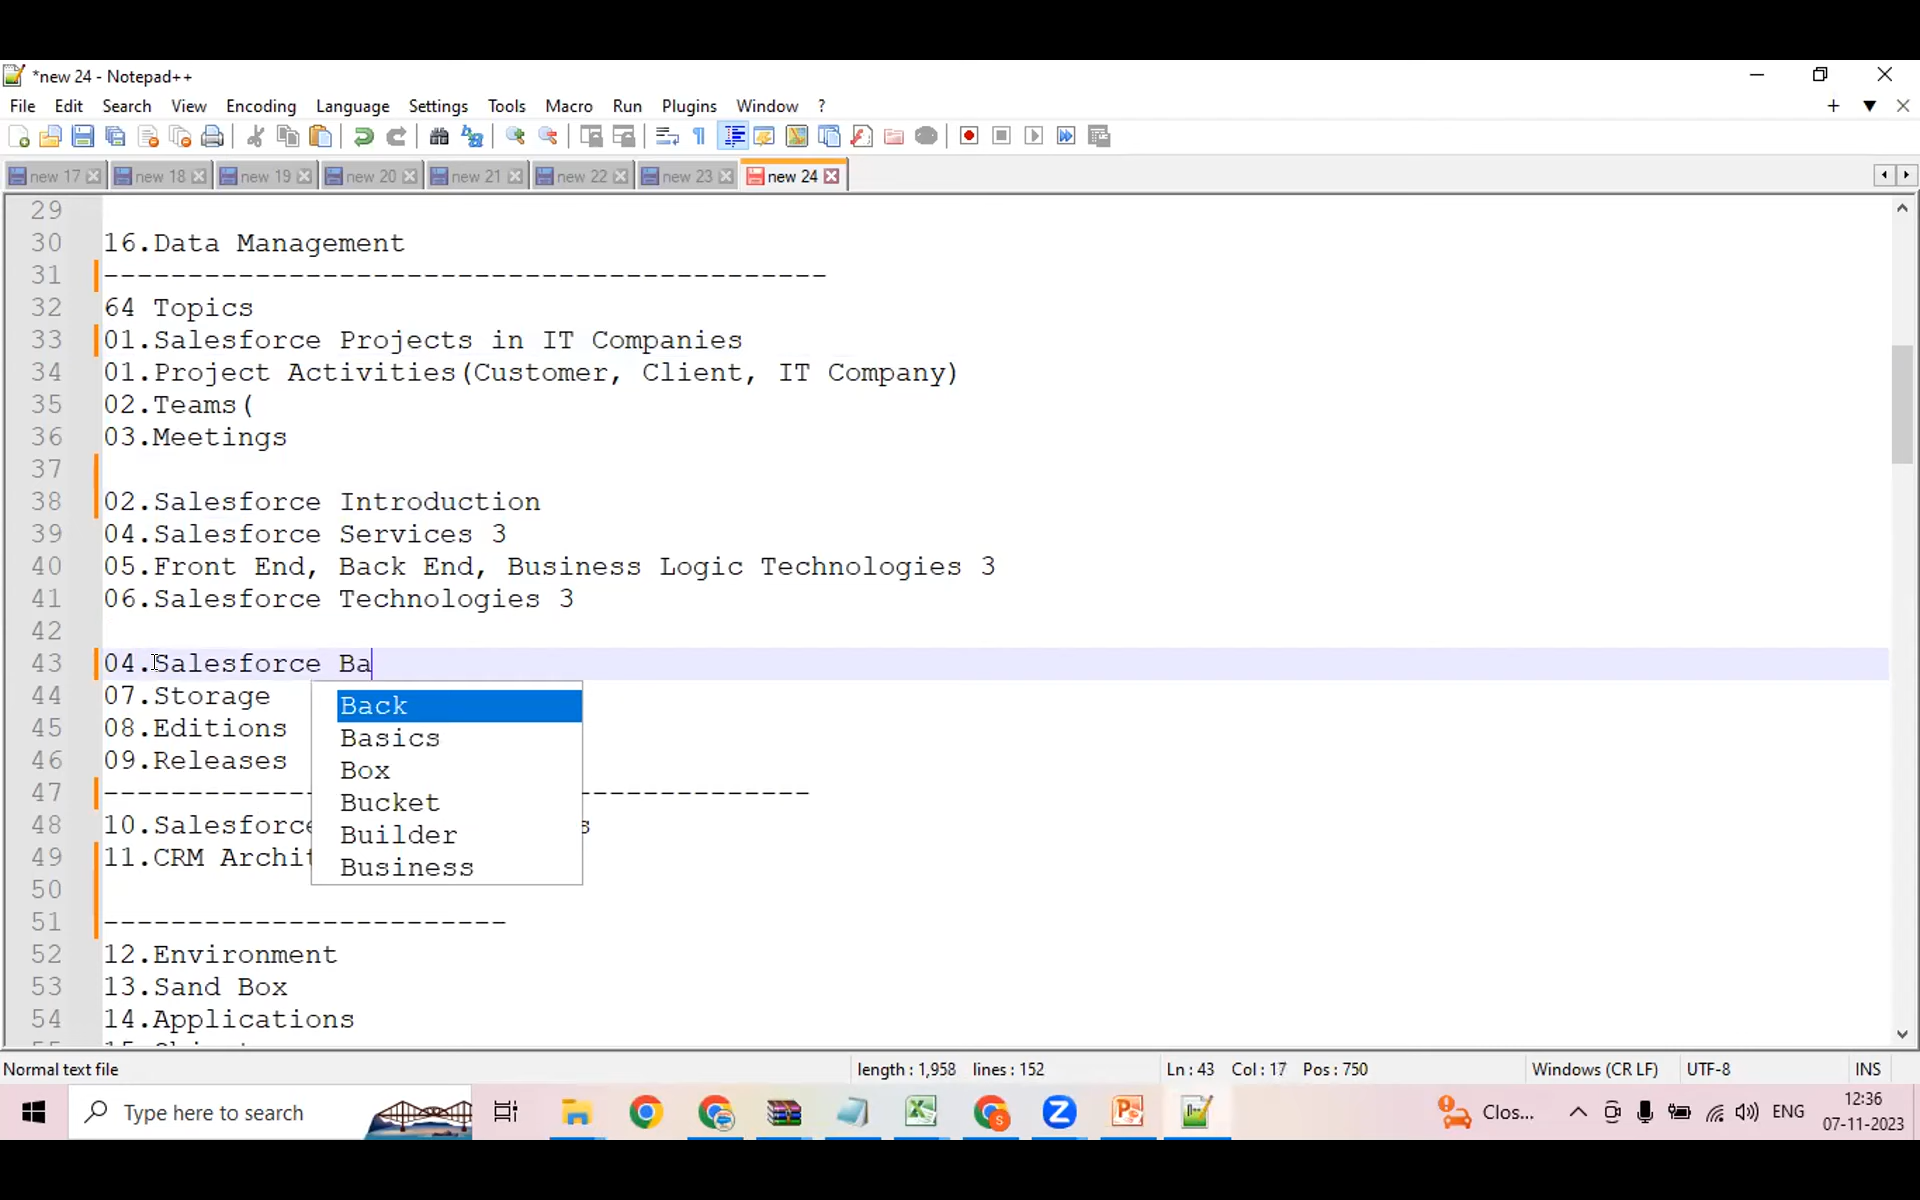 *new 24 - Notepad++
File Edit Search View Encoding Language Settings Tools Macro Run Plugins Window ?
new 17 new 18 new 19 new 20 new 21 new 22 new 23 new 24
29
30 16.Data Management
31 -------------------------------------------
32 64 Topics
33 01.Salesforce Projects in IT Companies
34 01.Project Activities(Customer, Client, IT Company)
35 02.Teams(
36 03.Meetings
37
38 02.Salesforce Introduction
39 04.Salesforce Services 3
40 05.Front End, Back End, Business Logic Technologies 3
41 06.Salesforce Technologies 3
42
43 04.Salesforce Ba
44 07.Storage
45 08.Editions
46 09.Releases
Back
Basics
Box
Bucket
Builder
Business
47 ------------------------------------------
48 10.Salesforce s
49 11.CRM Archit
50
51 ------------------------
52 12.Environment
53 13.Sand Box
54 14.Applications
Normal text file length : 1,958 lines : 152 Ln : 43 Col : 17 Pos : 750 Windows (CR LF) UTF-8 INS
Type here to search Clos... ENG 12:36
07-11-2023